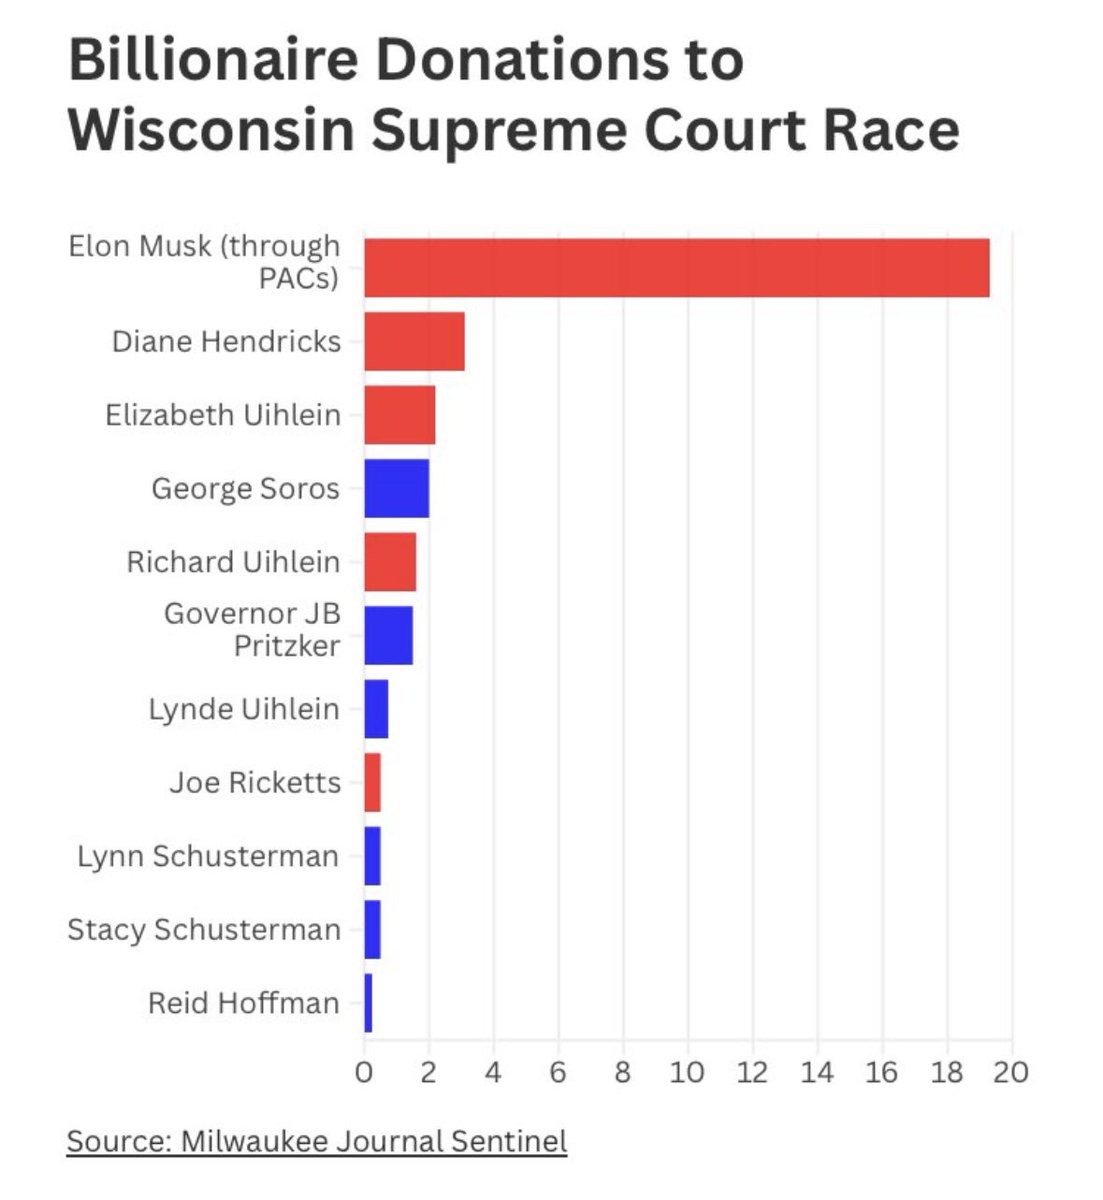 Billionaire Donations to
Wisconsin Supreme Court Race
Elon Musk (through
PACs)
Diane Hendricks
Elizabeth Uihlein
George Soros
Richard Uihlein
Governor JB
Pritzker
Lynde Uihlein
Joe Ricketts
Lynn Schusterman
Stacy Schusterman
Reid Hoffman
0 2 4 6 8 10 12 14 16 18 20
Source: Milwaukee Journal Sentinel